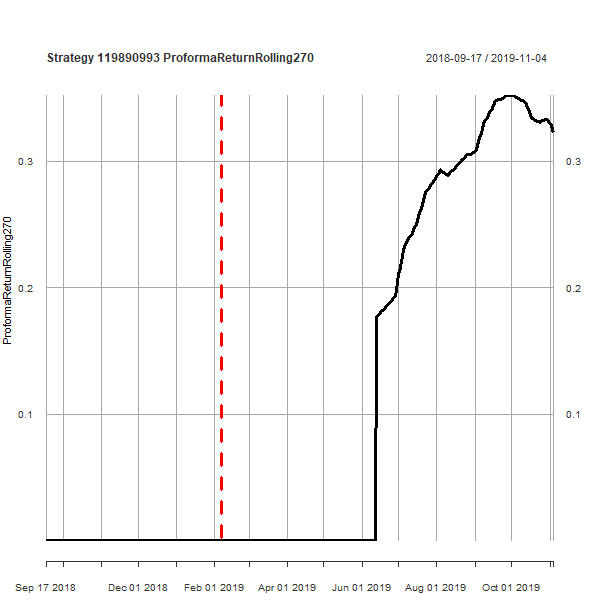 Strategy 119890993 ProformaReturnRolling270
2018-09-17 / 2019-11-04
ProformaReturnRolling270
0.3
0.2
0.1
0.3
0.2
0.1
Sep 17 2018
Dec 01 2018
Feb 01 2019
Apr 01 2019
Jun 01 2019
Aug 01 2019
Oct 01 2019